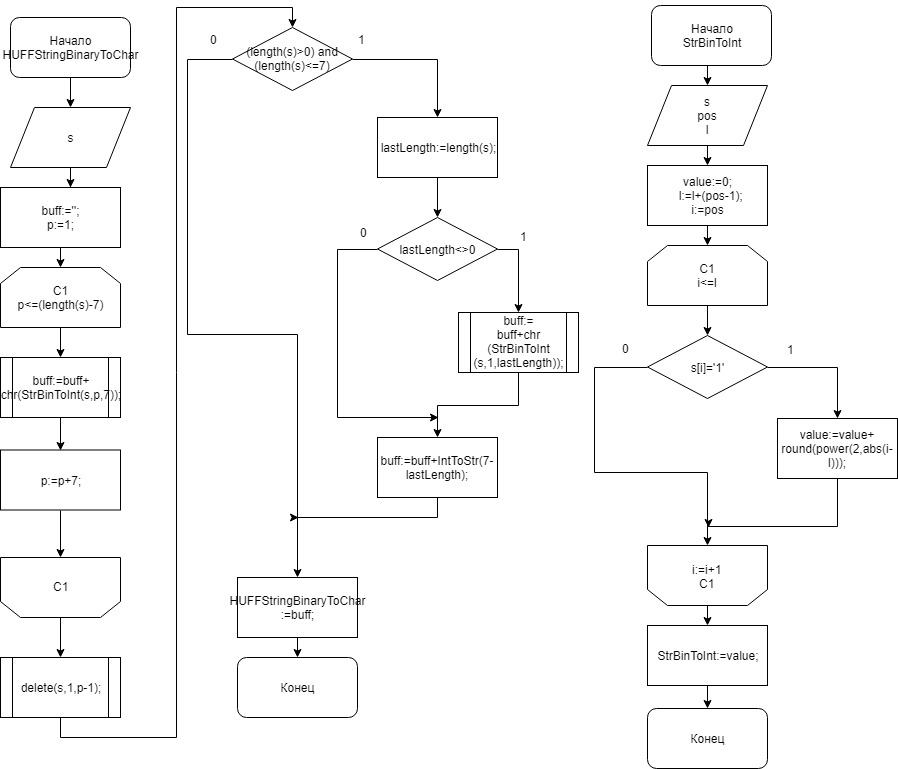 Начало
HUFFStringBinaryToChar
s
buff:='';
p:=1;
C1
p<=(length(s)-7)
buff:=buff+
chr(StrBinToInt(s,p,7));
p:=p+7;
C1
delete(s,1,p-1);
0
1
(length(s)>0) and
(length(s)<=7)
lastLength:=length(s);
0
1
lastLength<>0
buff:=
buff+chr
(StrBinToInt
(s,1,lastLength));
buff:=buff+IntToStr(7-
lastLength);
HUFFStringBinaryToChar
:=buff;
Конец
Начало
StrBinToInt
s
pos
l
value:=0;
l:=l+(pos-1);
i:=pos
C1
i<=l
0
1
s[i]='1'
value:=value+
round(power(2,abs(i-
l)));
i:=i+1
C1
StrBinToInt:=value;
Конец